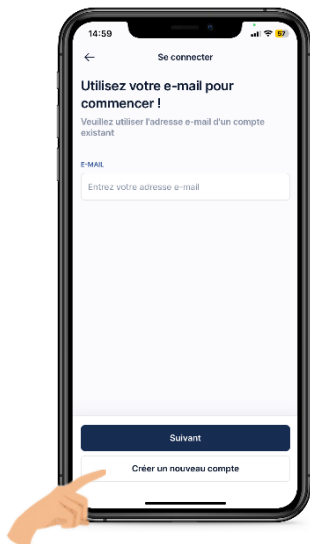 14:59
57
Se connecter
Utilisez votre e-mail pour
commencer !
Veuillez utiliser l'adresse e-mail d'un compte
existant
E-MAIL
Entrez votre adresse e-mail
Suivant
Créer un nouveau compte